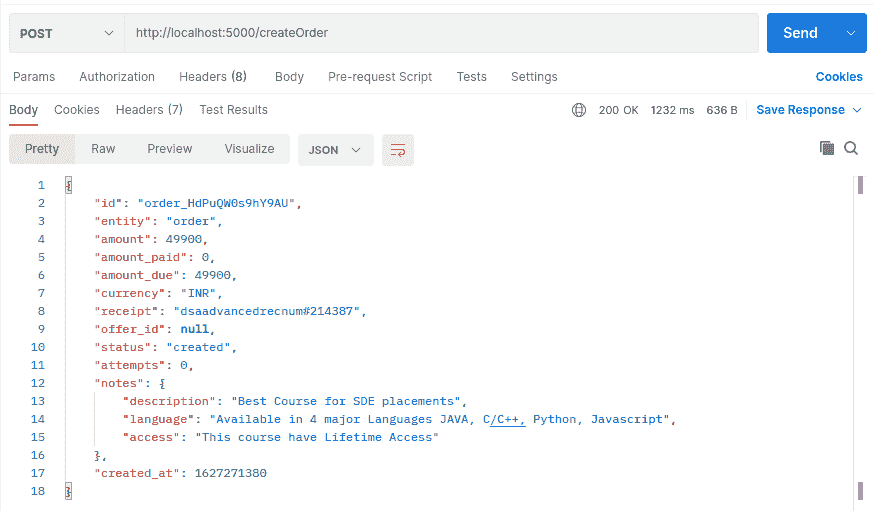 POST http://localhost:5000/createOrder Send
Params Authorization Headers (8) Body Pre-request Script Tests Settings Cookies
Body Cookies Headers (7) Test Results 200 OK 1232 ms 636 B Save Response
Pretty Raw Preview Visualize JSON
1 {
2 "id": "order_HdPuQW0s9hY9AU",
3 "entity": "order",
4 "amount": 49900,
5 "amount_paid": 0,
6 "amount_due": 49900,
7 "currency": "INR",
8 "receipt": "dsaadvancedrecnum#214387",
9 "offer_id": null,
10 "status": "created",
11 "attempts": 0,
12 "notes": {
13 "description": "Best Course for SDE placements",
14 "language": "Available in 4 major Languages JAVA, C/C++, Python, Javascript",
15 "access": "This course have Lifetime Access"
16 },
17 "created_at": 1627271380
18 }